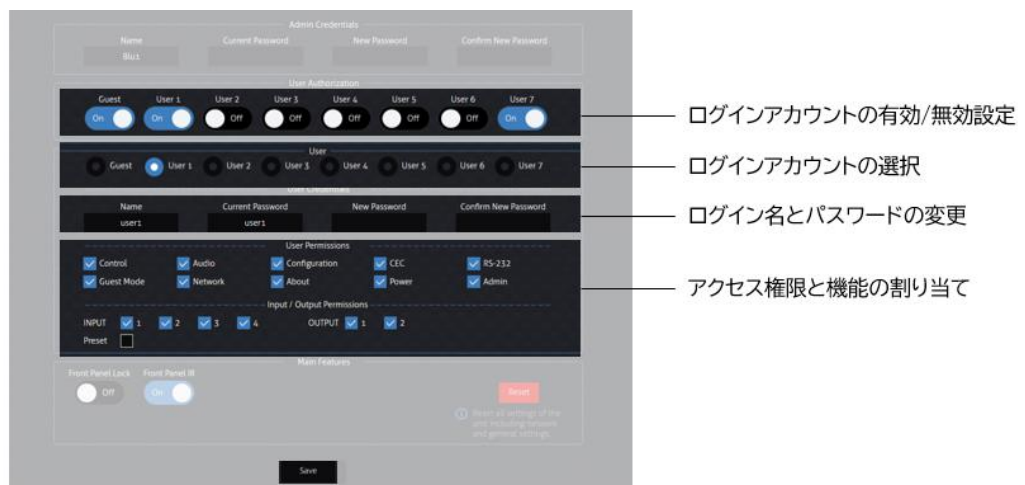 Admin Credentials
Name Current Password New Password Confirm New Password
Blu1
User Authorization
Guest User 1 User 2 User 3 User 4 User 5 User 6 User 7
On On Off Off Off Off Off On
ログインアカウントの有効/無効設定
User
Guest User 1 User 2 User 3 User 4 User 5 User 6 User 7
ログインアカウントの選択
User Credentials
Name Current Password New Password Confirm New Password
user1 user1
ログイン名とパスワードの変更
User Permissions
Control Audio Configuration CEC RS-232
Guest Mode Network About Power Admin
アクセス権限と機能の割り当て
Input / Output Permissions
INPUT 1 2 3 4 OUTPUT 1 2
Preset
Main Features
Front Panel Lock Front Panel IR
Off On
Reset
Reset all settings of the
unit including network
and general settings.
Save